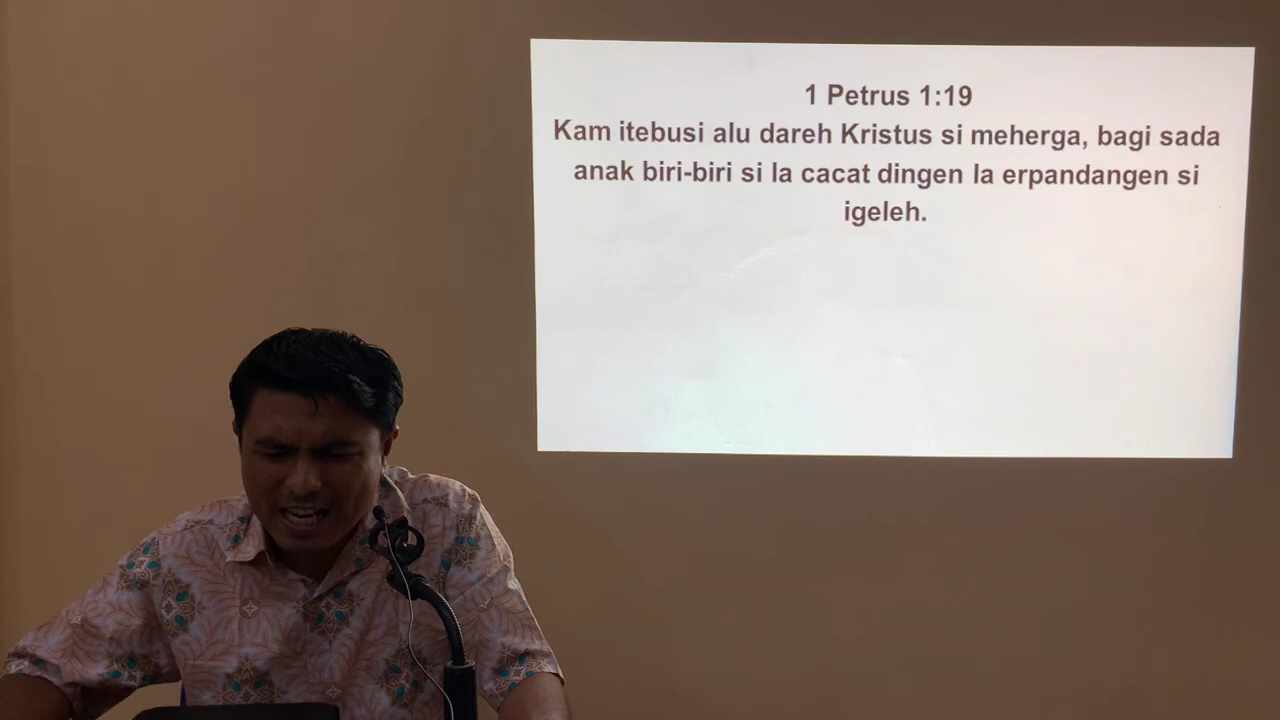 1 Petrus 1:19
Kam itebusi alu dareh Kristus si meherga, bagi sada
anak biri-biri si la cacat dingen la erpandangen si
igeleh.